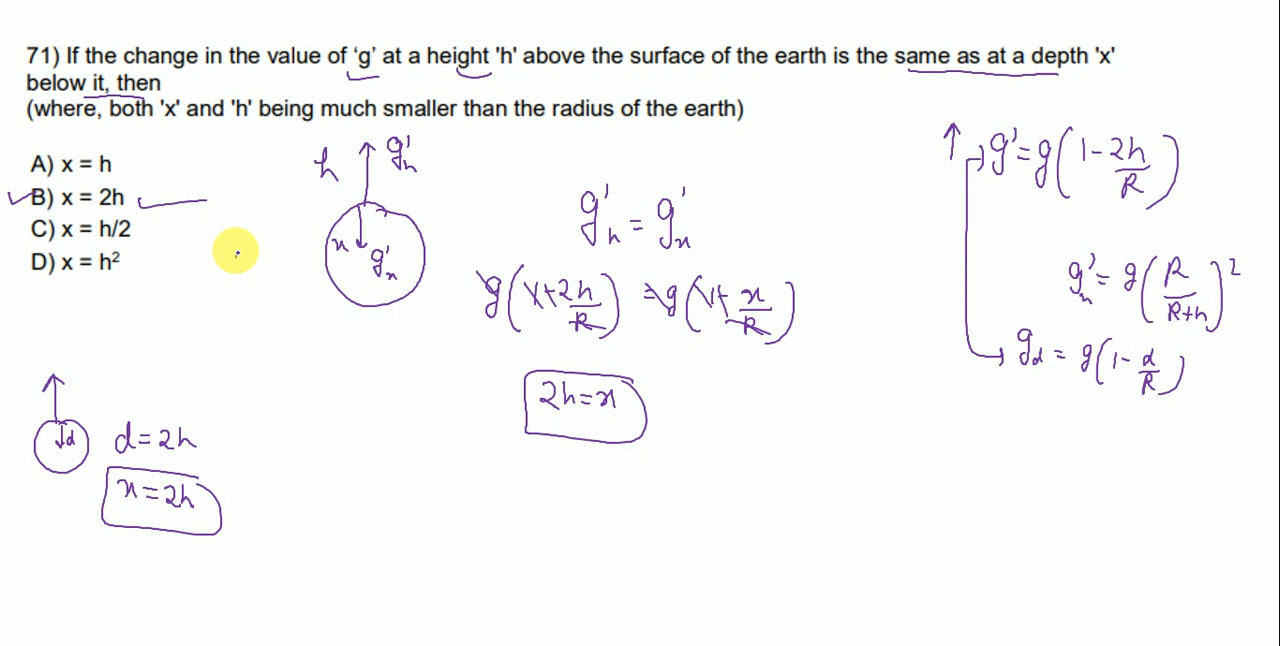 71) If the change in the value of ‘g’ at a height 'h' above the surface of the earth is the same as at a depth 'x'
below it, then
(where, both 'x' and 'h' being much smaller than the radius of the earth)
A) x = h
B) x = 2h
C) x = h/2
D) x = h²
h g'h
x g'x
g'h = g'x
g(1+2h/R) = g(1+x/R)
2h=x
g'=g(1-2h/R)
g'h = g(R/R+h)²
gd = g(1-d/R)
d
d=2h
x=2h